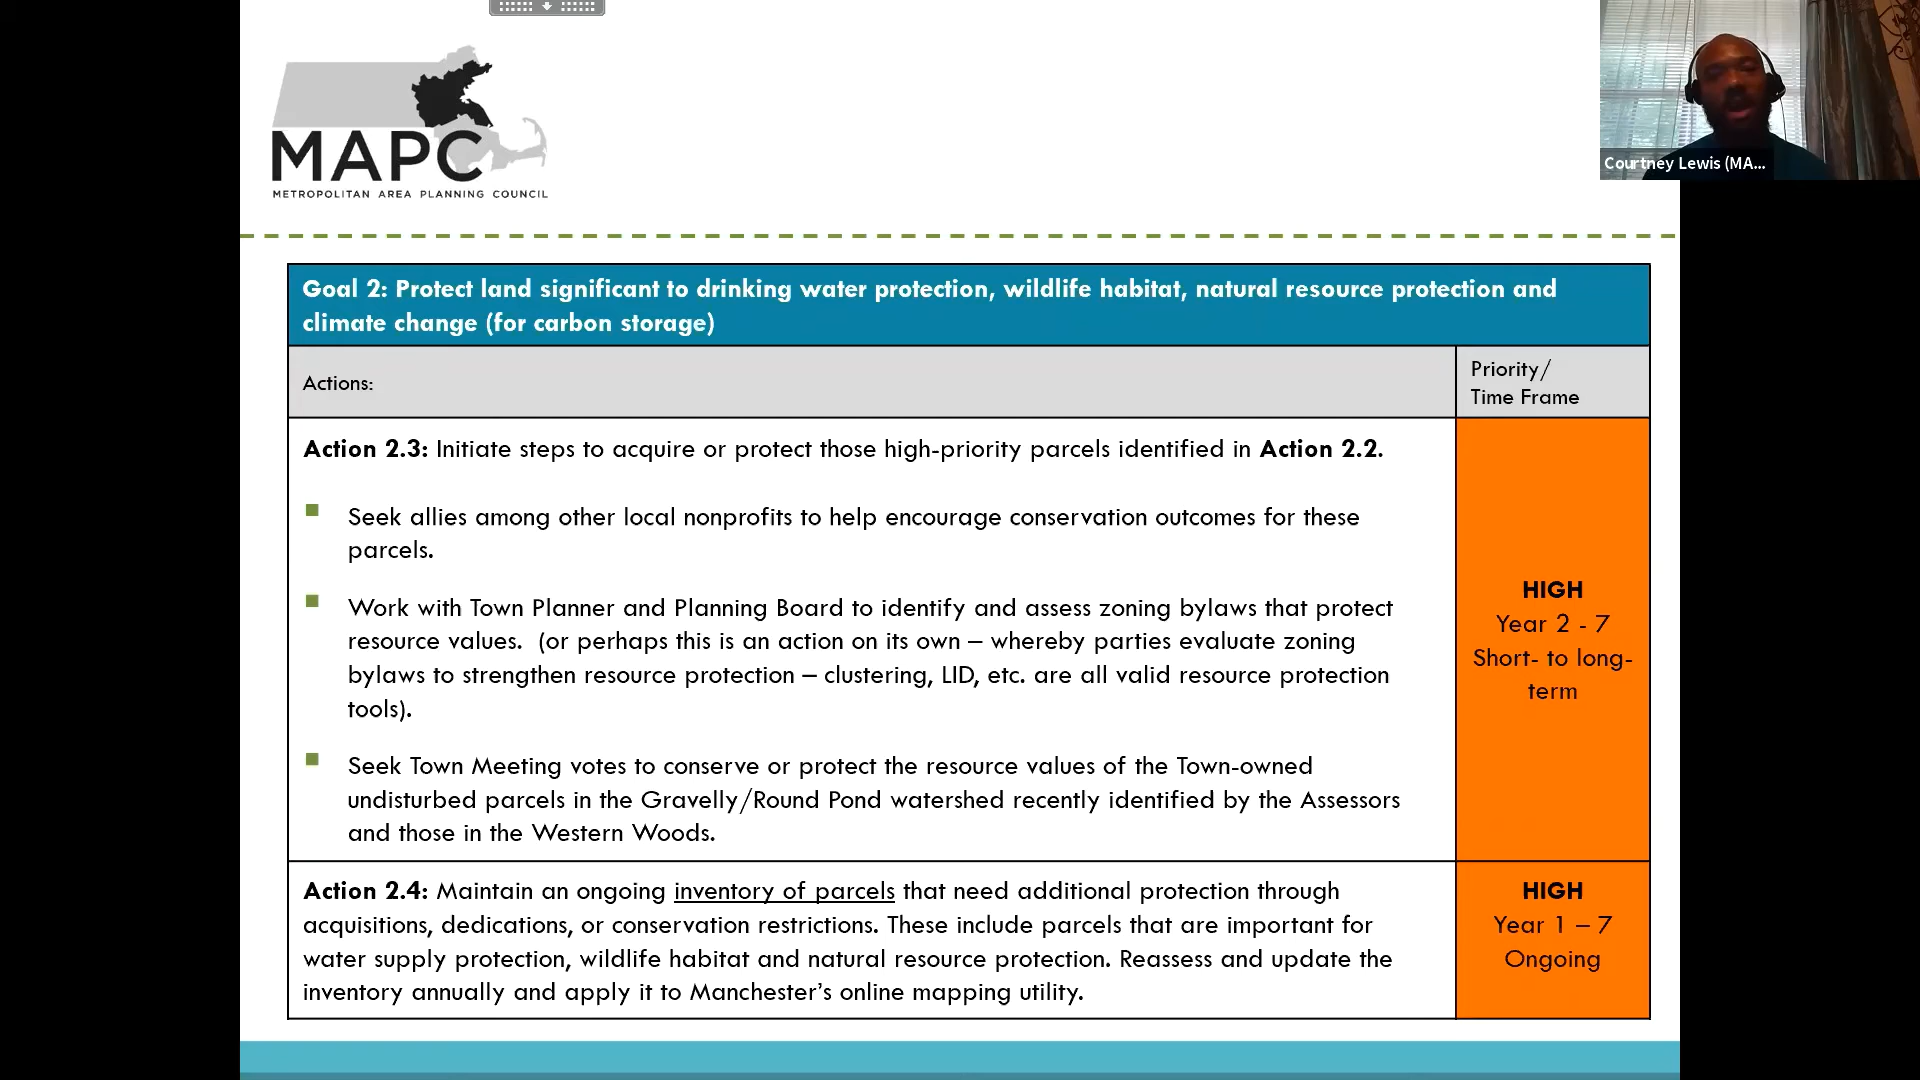 MAPC
METROPOLITAN AREA PLANNING COUNCIL
Courtney Lewis (MA...
Goal 2: Protect land significant to drinking water protection, wildlife habitat, natural resource protection and
climate change (for carbon storage)
Actions:
Priority/
Time Frame
Action 2.3: Initiate steps to acquire or protect those high-priority parcels identified in Action 2.2.
Seek allies among other local nonprofits to help encourage conservation outcomes for these
parcels.
Work with Town Planner and Planning Board to identify and assess zoning bylaws that protect
resource values.  (or perhaps this is an action on its own – whereby parties evaluate zoning
bylaws to strengthen resource protection – clustering, LID, etc. are all valid resource protection
tools).
Seek Town Meeting votes to conserve or protect the resource values of the Town-owned
undisturbed parcels in the Gravelly/Round Pond watershed recently identified by the Assessors
and those in the Western Woods.
HIGH
Year 2 - 7
Short- to long-
term
Action 2.4: Maintain an ongoing inventory of parcels that need additional protection through
acquisitions, dedications, or conservation restrictions. These include parcels that are important for
water supply protection, wildlife habitat and natural resource protection. Reassess and update the
inventory annually and apply it to Manchester’s online mapping utility.
HIGH
Year 1 – 7
Ongoing